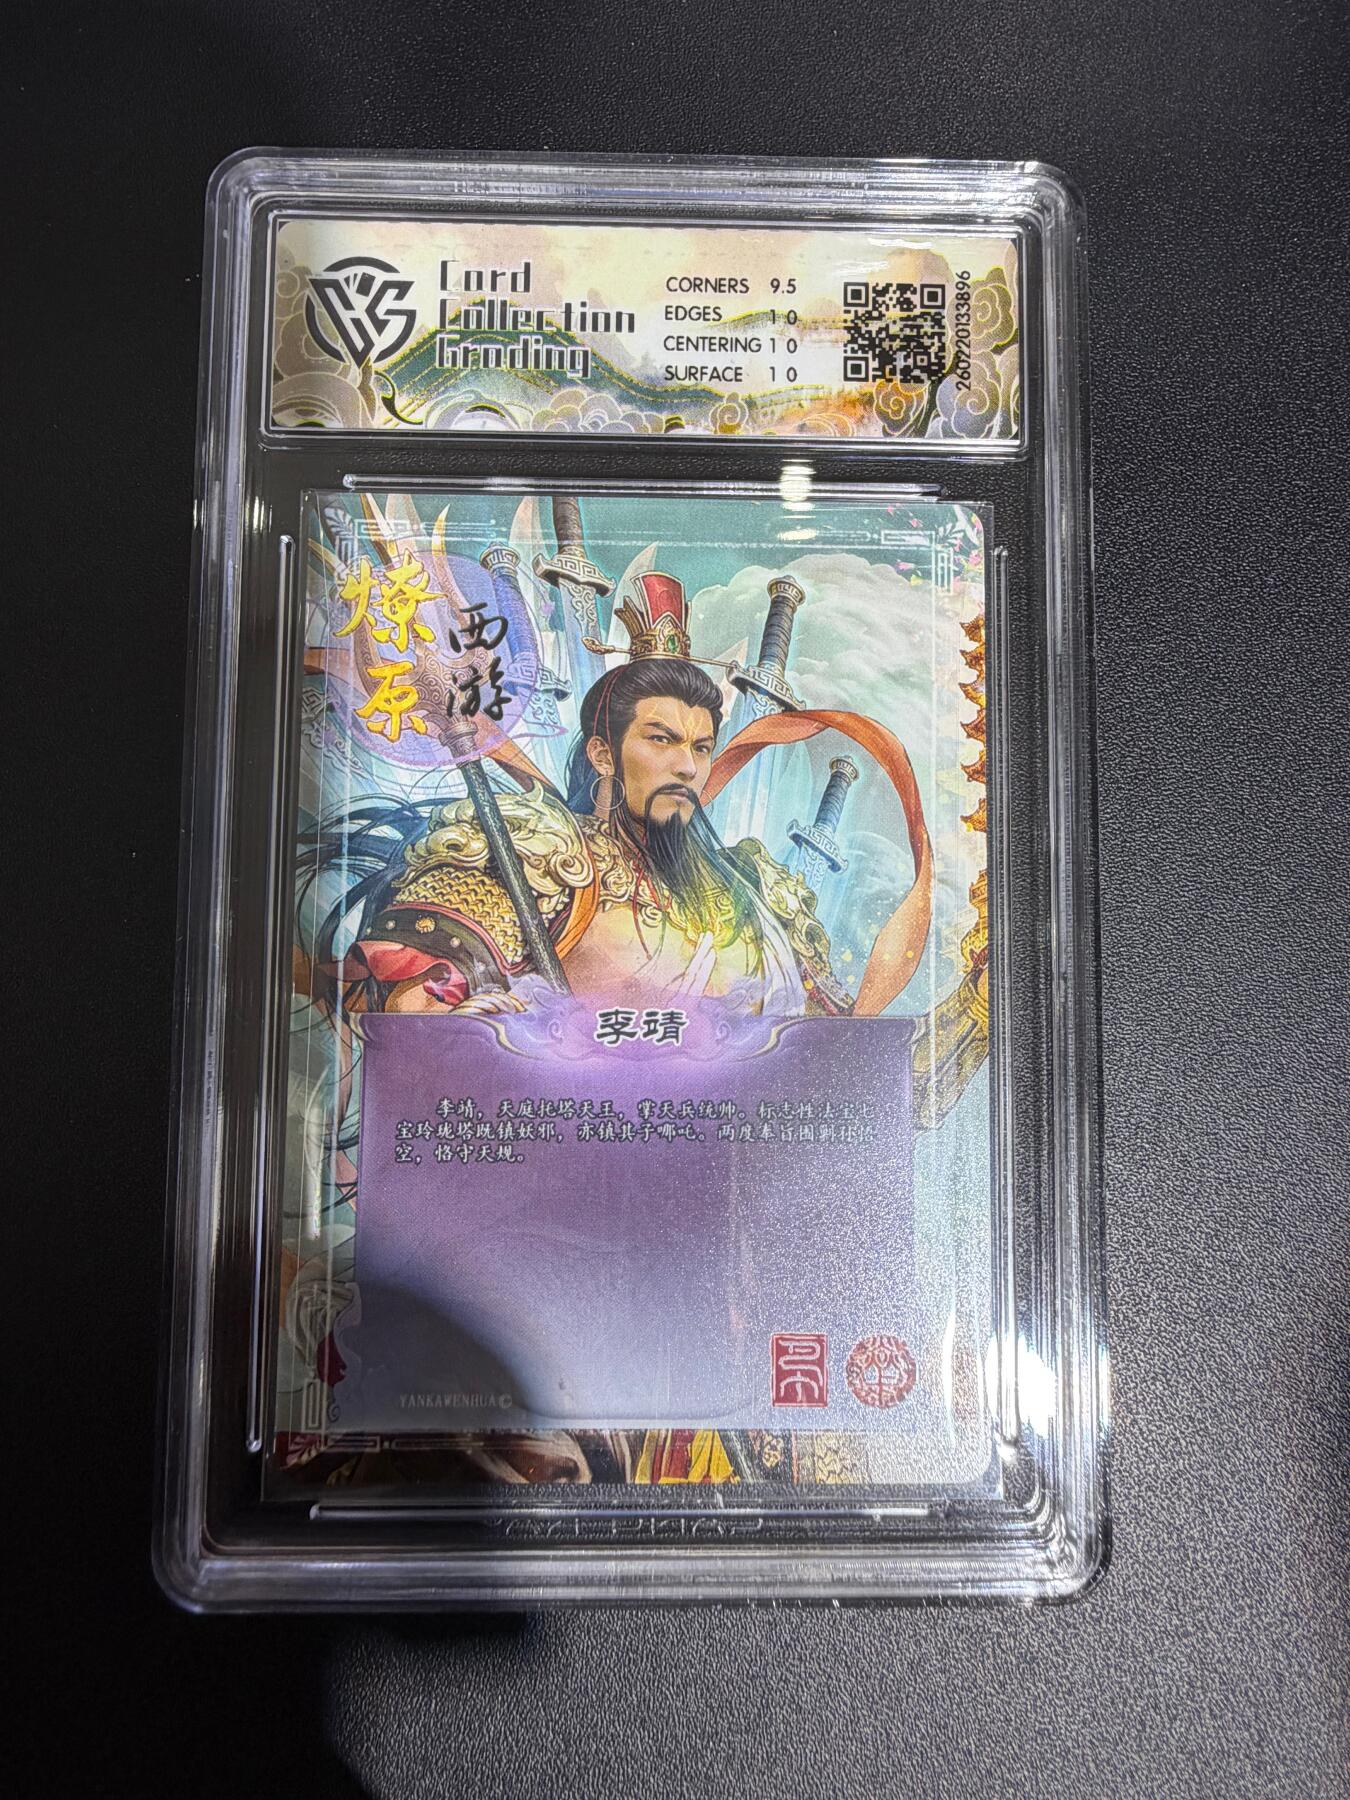 Card
Collection
Grading
CORNERS 9.5
EDGES 10
CENTERING 10
SURFACE 10
2602220133896
燎原
西游
李靖
李靖，天庭托塔天王，掌天兵统帅。标志性法宝七
宝玲珑塔既镇妖邪，亦镇其子哪吒。两度奉旨围剿孙悟
空，恪守天规。
YANKAWENHUA©